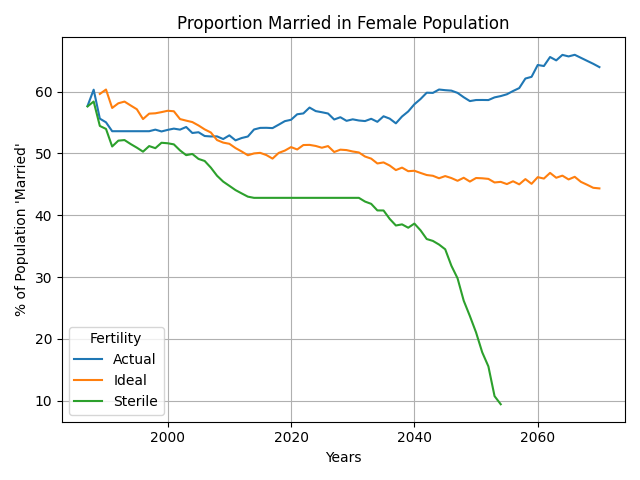 Proportion Married in Female Population
% of Population 'Married'
60
50
40
30
20
10
Fertility
Actual
Ideal
Sterile
2000
2020
2040
2060
Years